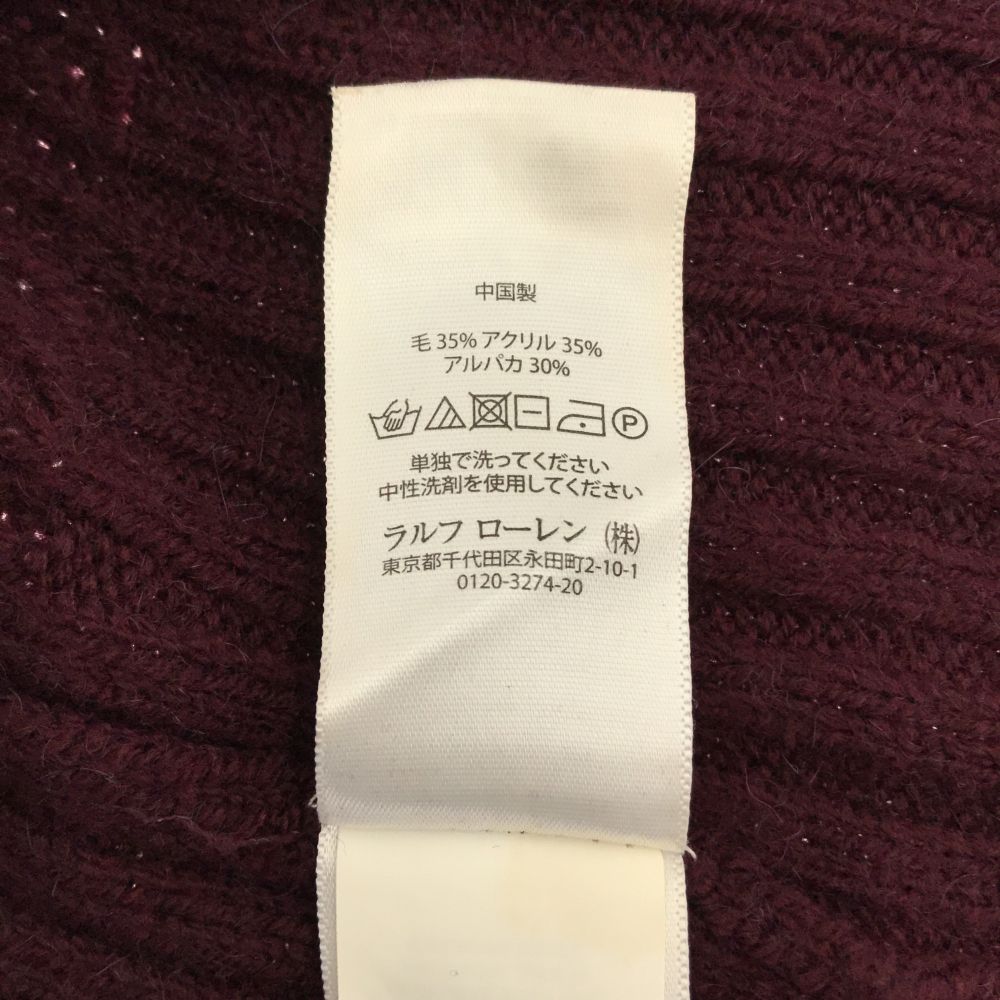 中国製
毛 35% アクリル 35%
アルパカ 30%
P
単独で洗ってください
中性洗剤を使用してください
ラルフ ローレン (株)
東京都千代田区永田町2-10-1
0120-3274-20